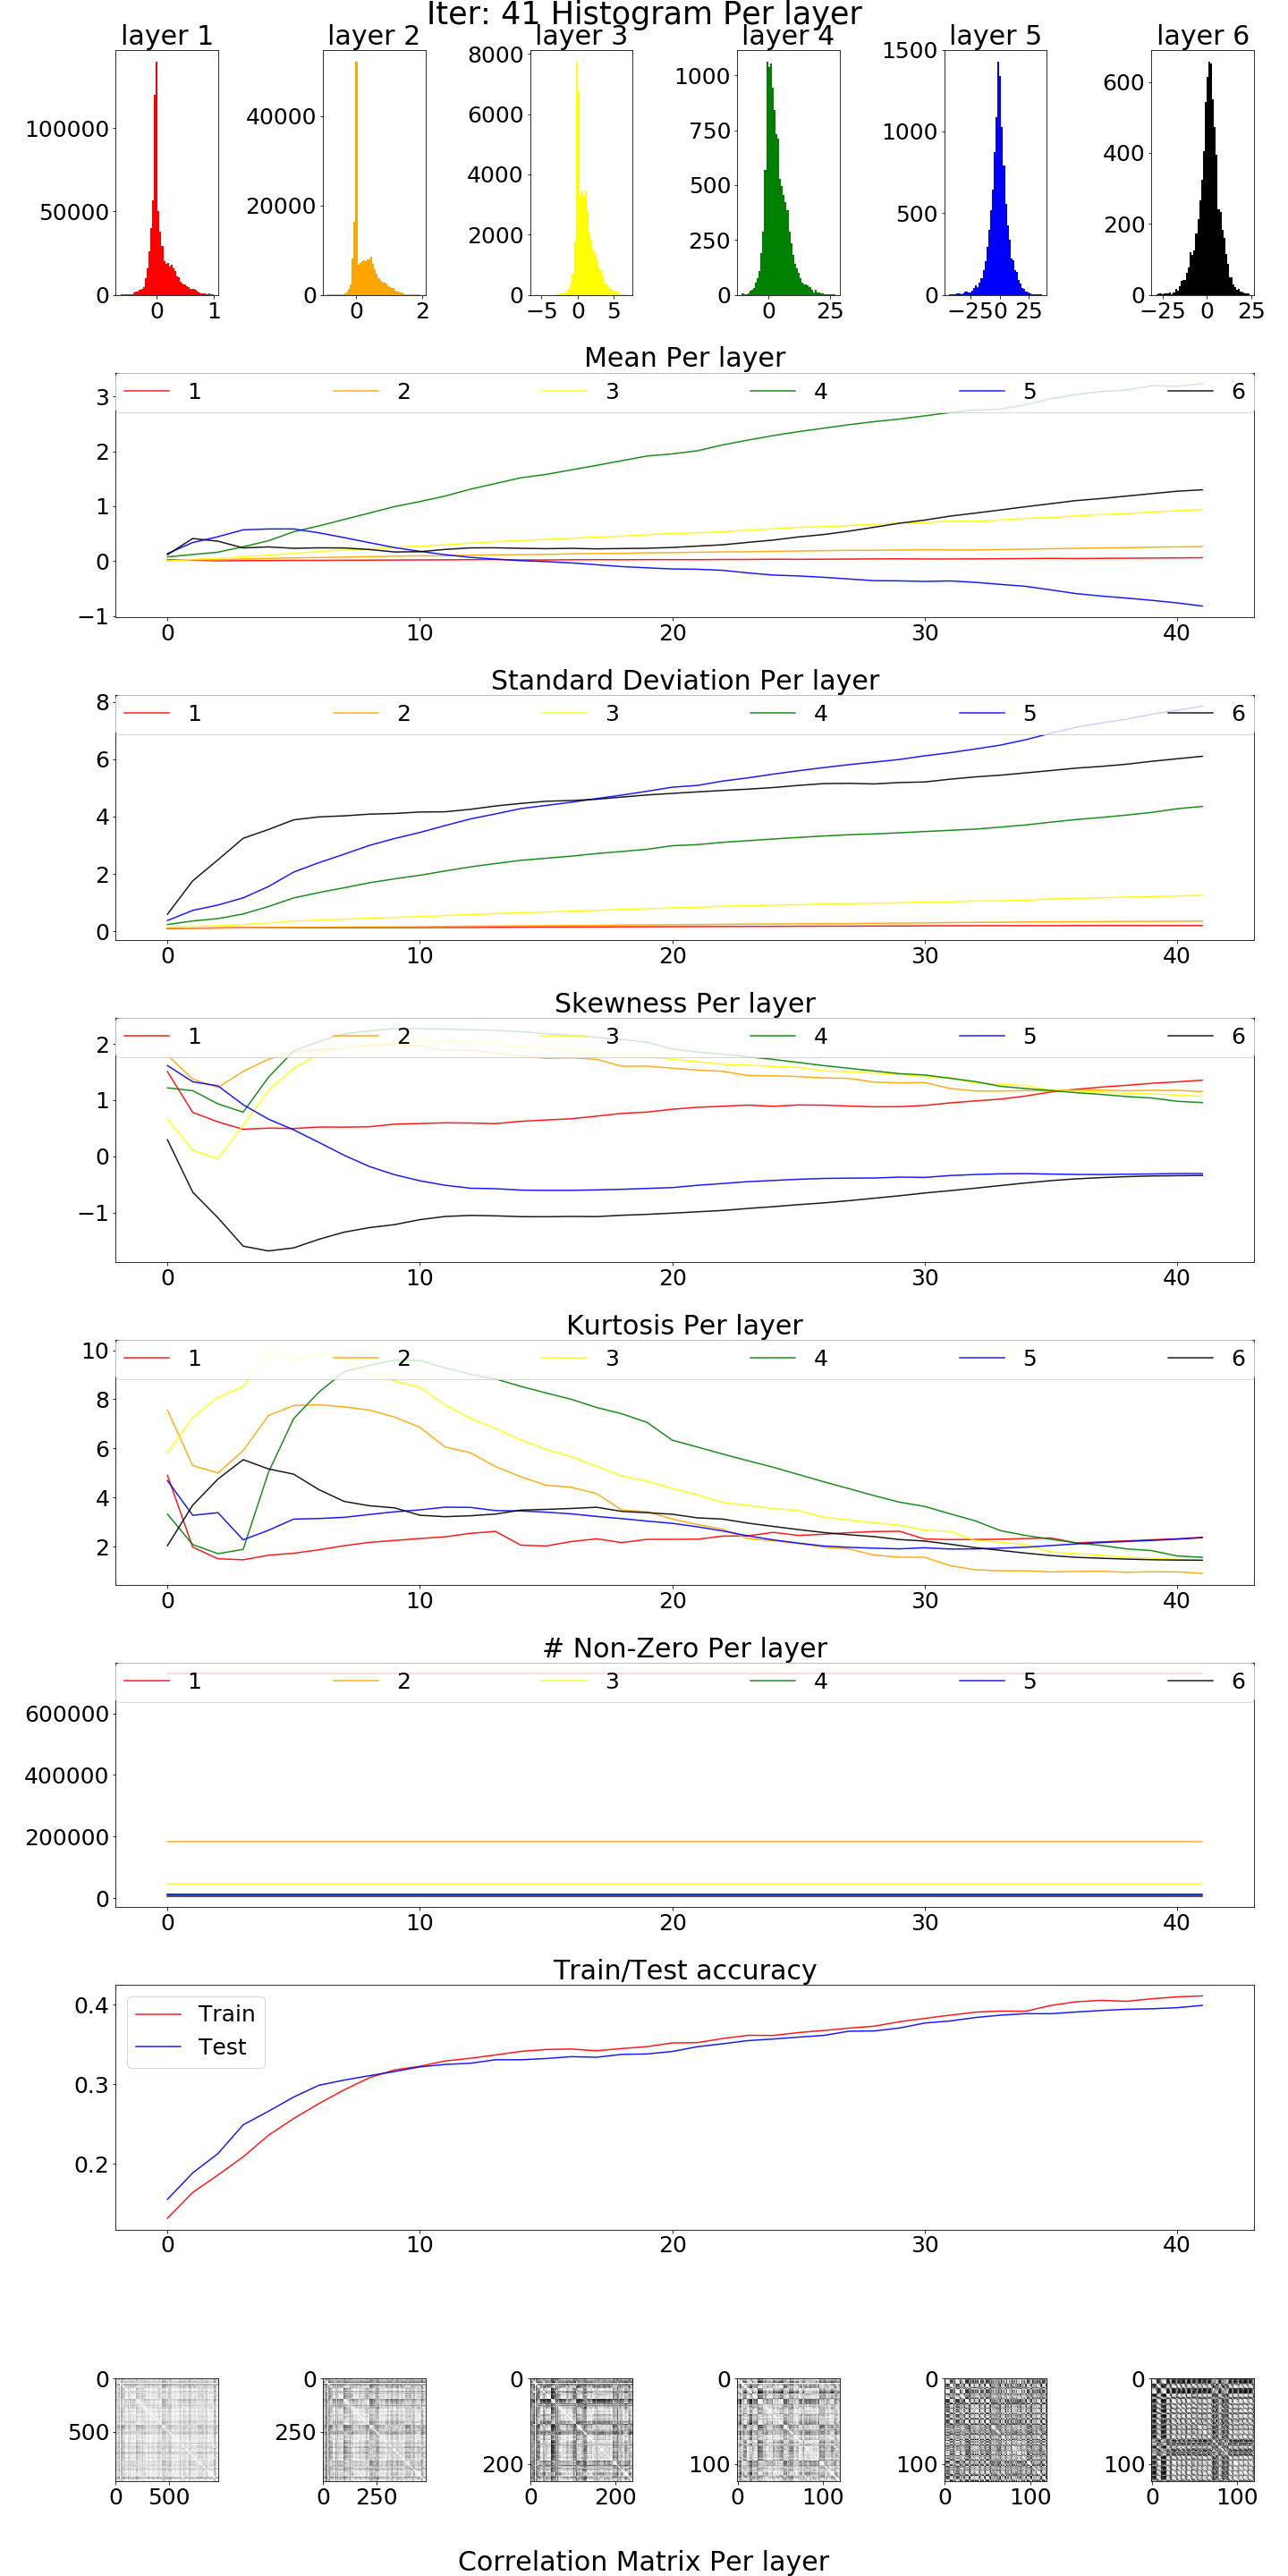 Iter: 41 Histogram Per layer
layer 1 layer 2 layer 3 layer 4 layer 5 layer 6
100000 50000 0 0 1
40000 20000 0 0 2
8000 6000 4000 2000 0 −5 0 5
1000 750 500 250 0 0 25
1500 1000 500 0 −25 0 25
600 400 200 0 −25 0 25
Mean Per layer
1 2 3 4 5 6
3
2
1
0
−1
0 10 20 30 40
Standard Deviation Per layer
1 2 3 4 5 6
8
6
4
2
0
0 10 20 30 40
Skewness Per layer
1 2 3 4 5 6
2
1
0
−1
0 10 20 30 40
Kurtosis Per layer
1 2 3 4 5 6
10
8
6
4
2
0 10 20 30 40
# Non-Zero Per layer
1 2 3 4 5 6
600000
400000
200000
0
0 10 20 30 40
Train/Test accuracy
Train
Test
0.4
0.3
0.2
0 10 20 30 40
0 500 0 500
0 250 0 250
0 200 0 200
0 100 0 100
0 100 0 100
0 100 0 100
Correlation Matrix Per layer